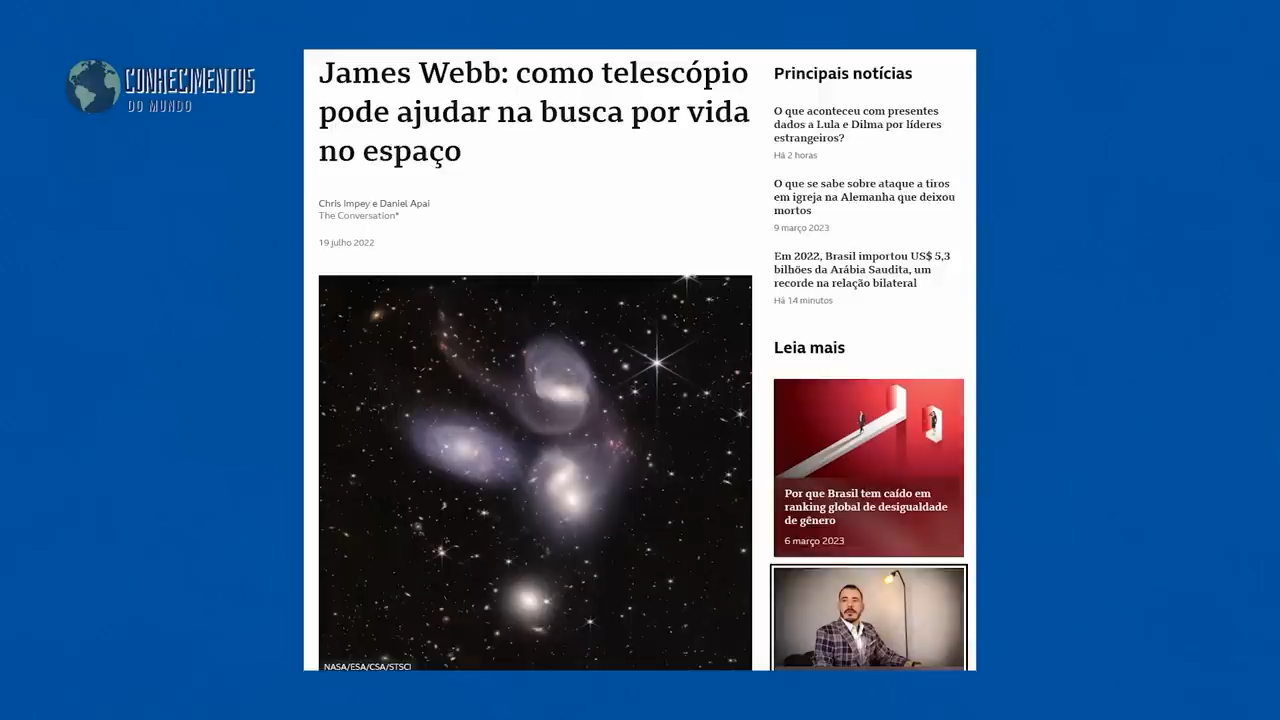 CONHECIMENTOS
DO MUNDO
James Webb: como telescópio
pode ajudar na busca por vida
no espaço
Chris Impey e Daniel Apai
The Conversation*
19 julho 2022
NASA/ESA/CSA/STSCI
Principais notícias
O que aconteceu com presentes
dados a Lula e Dilma por líderes
estrangeiros?
Há 2 horas
O que se sabe sobre ataque a tiros
em igreja na Alemanha que deixou
mortos
9 março 2023
Em 2022, Brasil importou US$ 5,3
bilhões da Arábia Saudita, um
recorde na relação bilateral
Há 14 minutos
Leia mais
Por que Brasil tem caído em
ranking global de desigualdade
de gênero
6 março 2023